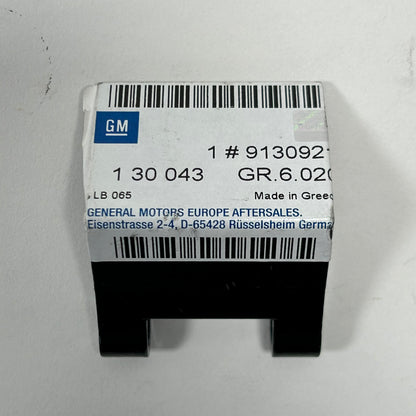 GM
1 # 9130921
1 30 043 GR.6.020
LB 065
Made in Greec
GENERAL MOTORS EUROPE AFTERSALES.
Eisenstrasse 2-4, D-65428 Rüsselsheim Germa